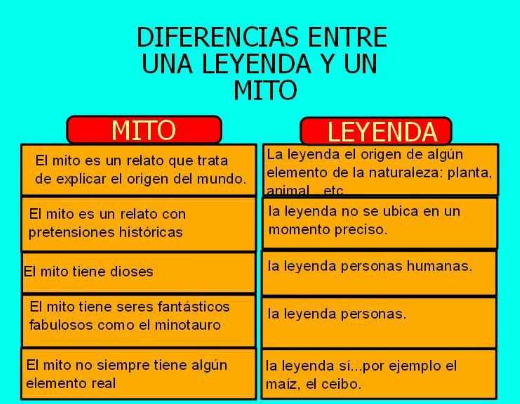 DIFERENCIAS ENTRE
UNA LEYENDA Y UN
MITO
MITO
LEYENDA
El mito es un relato que trata
de explicar el origen del mundo.
La leyenda el origen de algún
elemento de la naturaleza: planta,
animal...etc
El mito es un relato con
pretensiones históricas
la leyenda no se ubica en un
momento preciso.
El mito tiene dioses
la leyenda personas humanas.
El mito tiene seres fantásticos
fabulosos como el minotauro
la leyenda personas.
El mito no siempre tiene algún
elemento real
la leyenda sí...por ejemplo el
maíz, el ceibo.